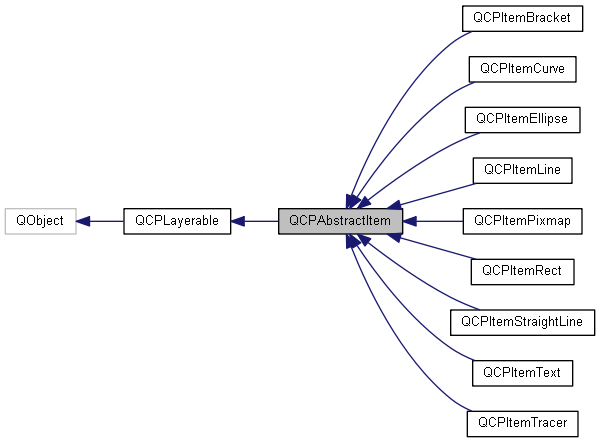 QCPItemBracket
QCPItemCurve
QCPItemEllipse
QCPItemLine
QObject
QCPLayerable
QCPAbstractItem
QCPItemPixmap
QCPItemRect
QCPItemStraightLine
QCPItemText
QCPItemTracer